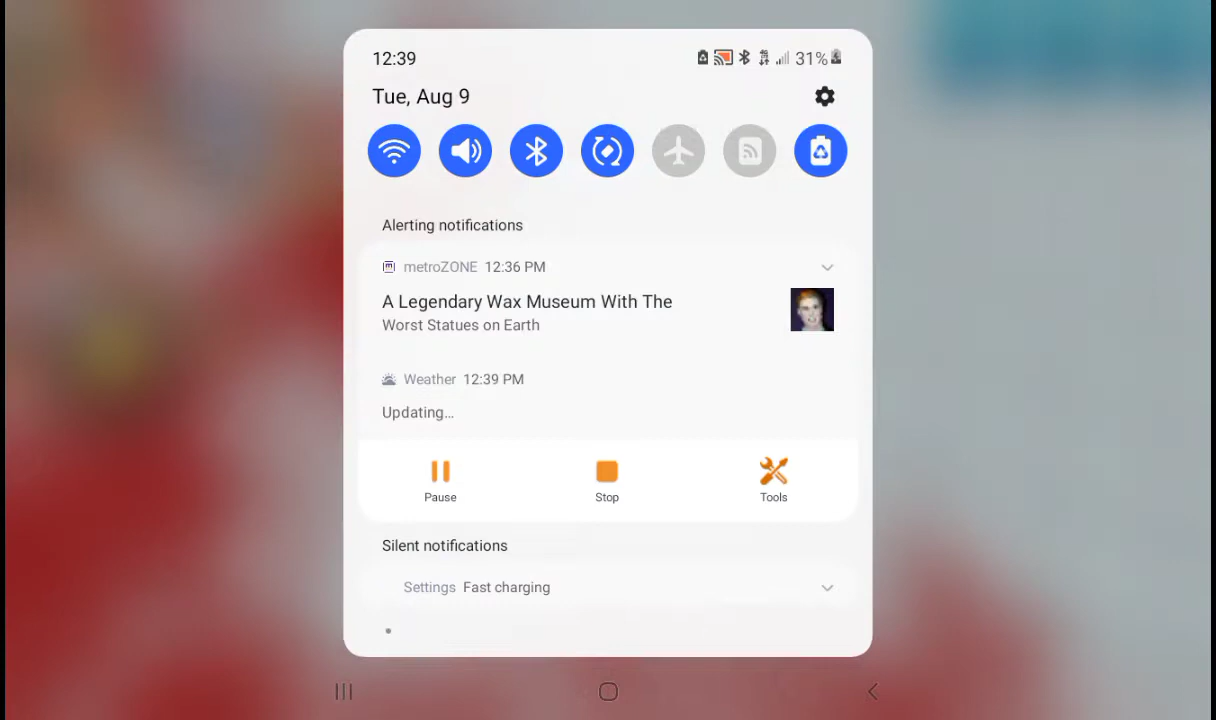 12:39
31%
Tue, Aug 9
Alerting notifications
metroZONE 12:36 PM
A Legendary Wax Museum With The
Worst Statues on Earth
Weather 12:39 PM
Updating...
Pause
Stop
Tools
Silent notifications
Settings Fast charging